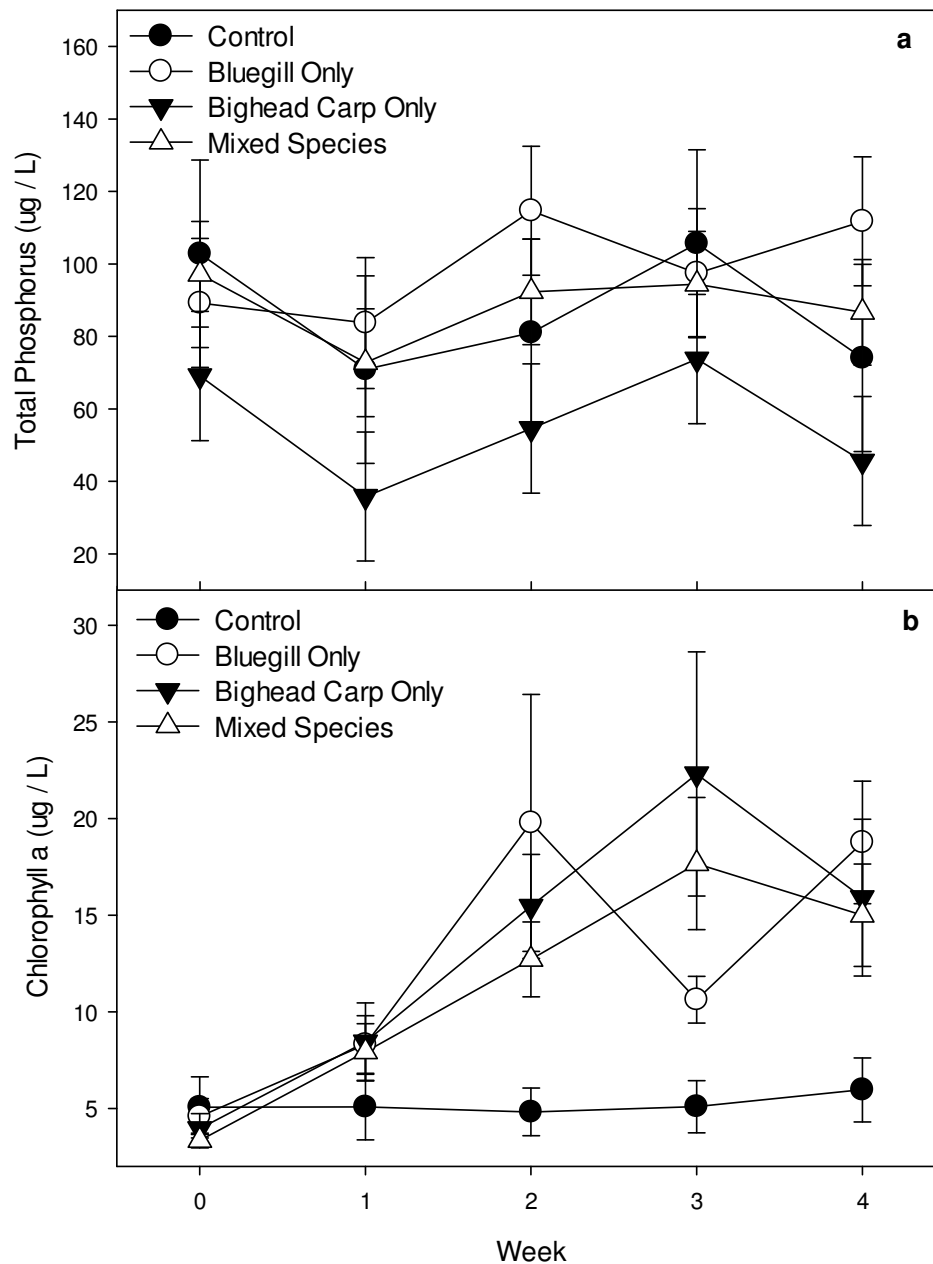 a
Control
Bluegill Only
Bighead Carp Only
Mixed Species
160
140
120
100
80
60
40
20
Total Phosphorus (ug / L)
b
Control
Bluegill Only
Bighead Carp Only
Mixed Species
30
25
20
15
10
5
Chlorophyll a (ug / L)
0 1 2 3 4
Week